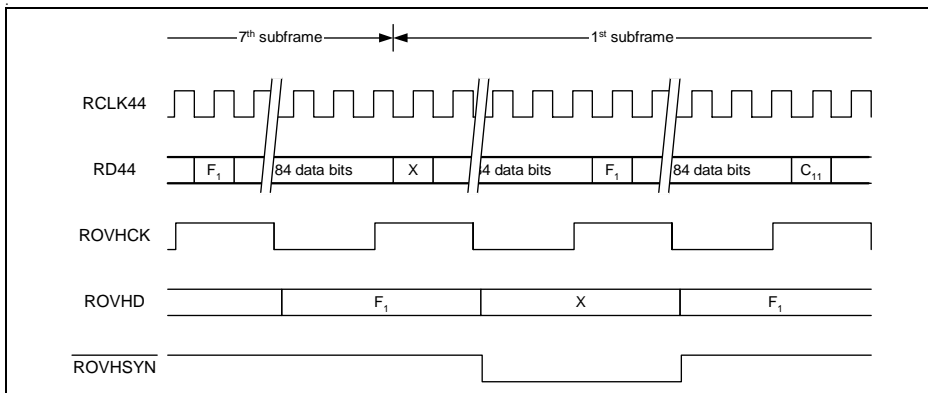 7th subframe 1st subframe
RCLK44
RD44 F1 84 data bits X 84 data bits F1 84 data bits C11
ROVHCK
ROVHD F1 X F1
ROVHSYN